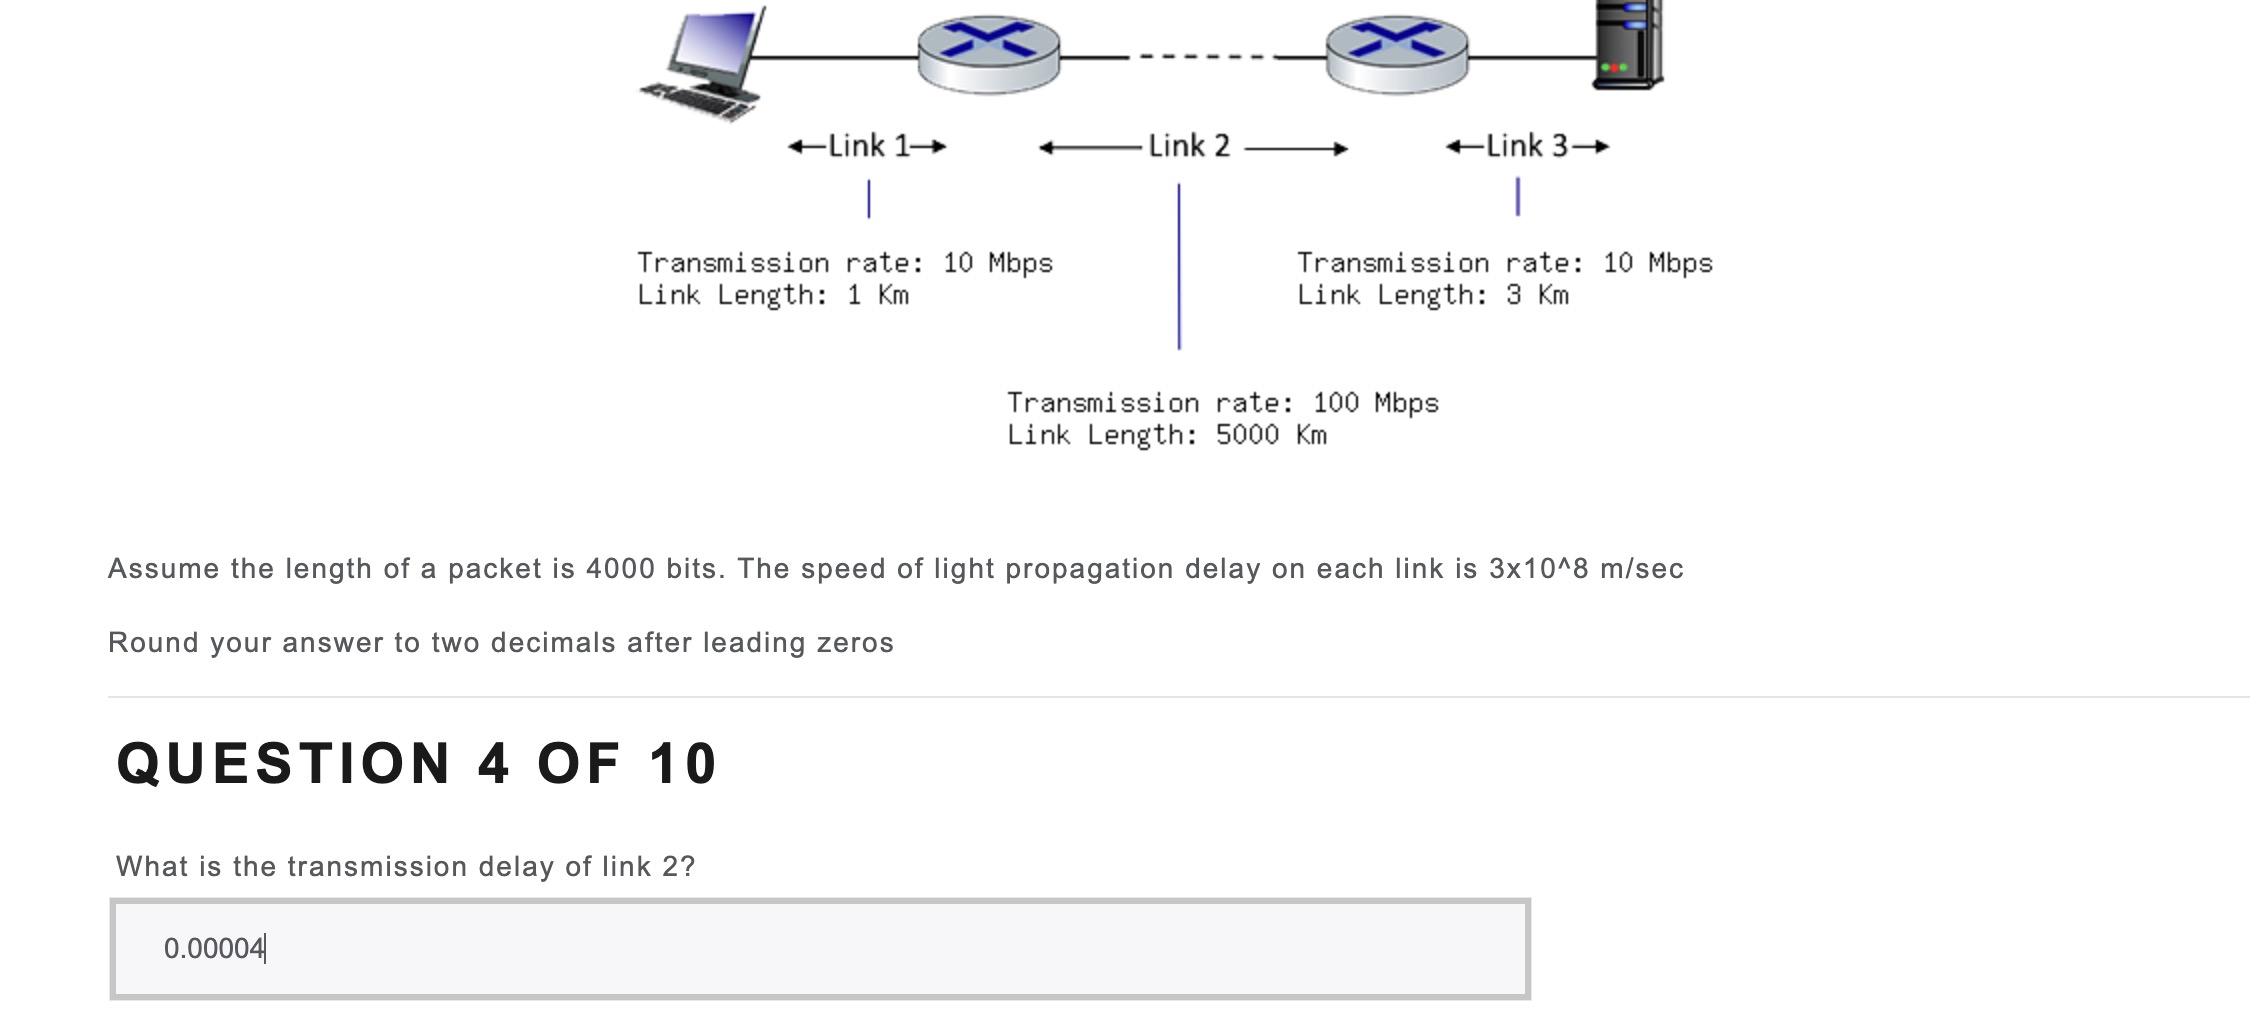 Link 1 Link 2 Link 3
Transmission rate: 10 Mbps Transmission rate: 10 Mbps
Link Length: 1 Km Link Length: 3 Km
Transmission rate: 100 Mbps
Link Length: 5000 Km
Assume the length of a packet is 4000 bits. The speed of light propagation delay on each link is 3x10^8 m/sec
Round your answer to two decimals after leading zeros
QUESTION 4 OF 10
What is the transmission delay of link 2?
0.00004